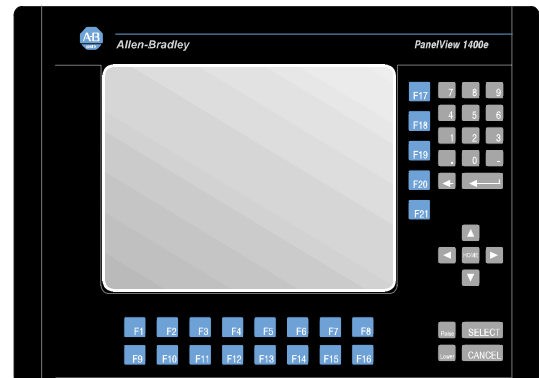 A-B
Allen-Bradley
PanelView 1400e
F17
7 8 9
F18
4 5 6
1 2 3
F19
. 0 -
F20
F21
HOME
F1 F2 F3 F4 F5 F6 F7 F8
Raise SELECT
F9 F10 F11 F12 F13 F14 F15 F16
Lower CANCEL